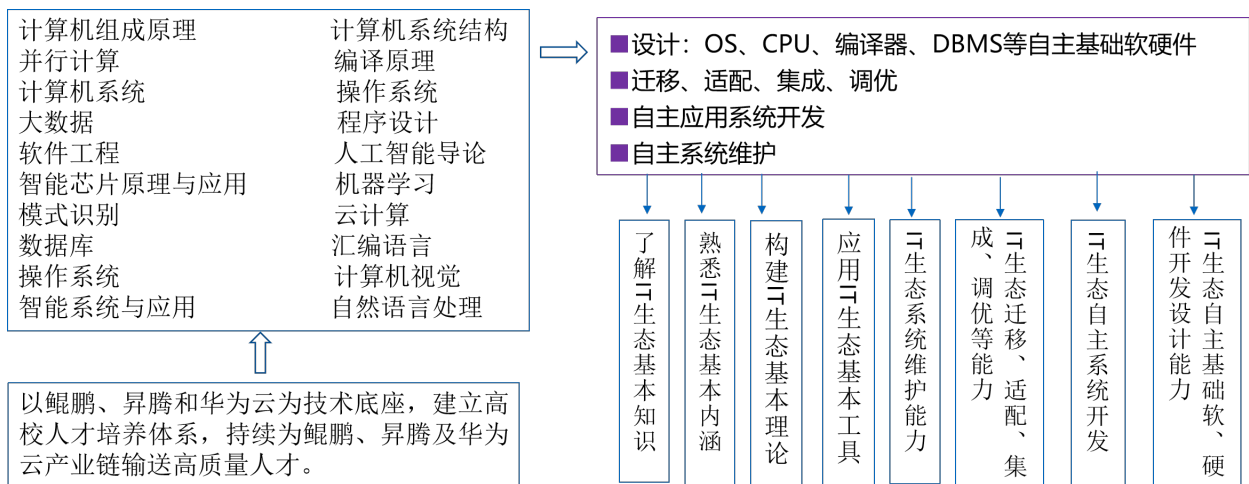 计算机组成原理 计算机系统结构
并行计算 编译原理
计算机系统 操作系统
大数据 程序设计
软件工程 人工智能导论
智能芯片原理与应用 机器学习
模式识别 云计算
数据库 汇编语言
操作系统 计算机视觉
智能系统与应用 自然语言处理
以鲲鹏、昇腾和华为云为技术底座，建立高
校人才培养体系，持续为鲲鹏、昇腾及华为
云产业链输送高质量人才。
■设计：OS、CPU、编译器、DBMS等自主基础软硬件
■迁移、适配、集成、调优
■自主应用系统开发
■自主系统维护
了解IT生态基本知识
熟悉IT生态基本内涵
构建IT生态基本理论
应用IT生态基本工具
IT生态系统维护能力
IT生态迁移、适配、集
成、调优等能力
IT生态自主系统开发
IT生态自主基础软、硬
件开发设计能力